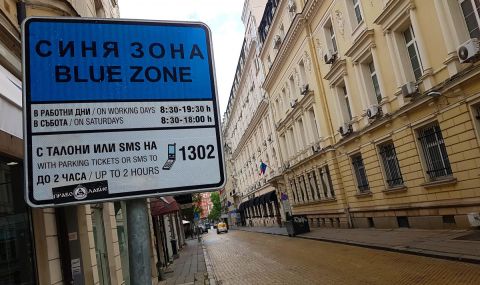 СИНЯ ЗОНА
BLUE ZONE
В РАБОТНИ ДНИ / ON WORKING DAYS 8:30-19:30 h
В СЪБОТА / ON SATURDAYS 8:30-18:00 h
С ТАЛОНИ ИЛИ SMS НА
WITH PARKING TICKETS OR SMS TO
1302
ДО 2 ЧАСА / UP TO 2 HOURS
ПРАВОСЛАВИЕ